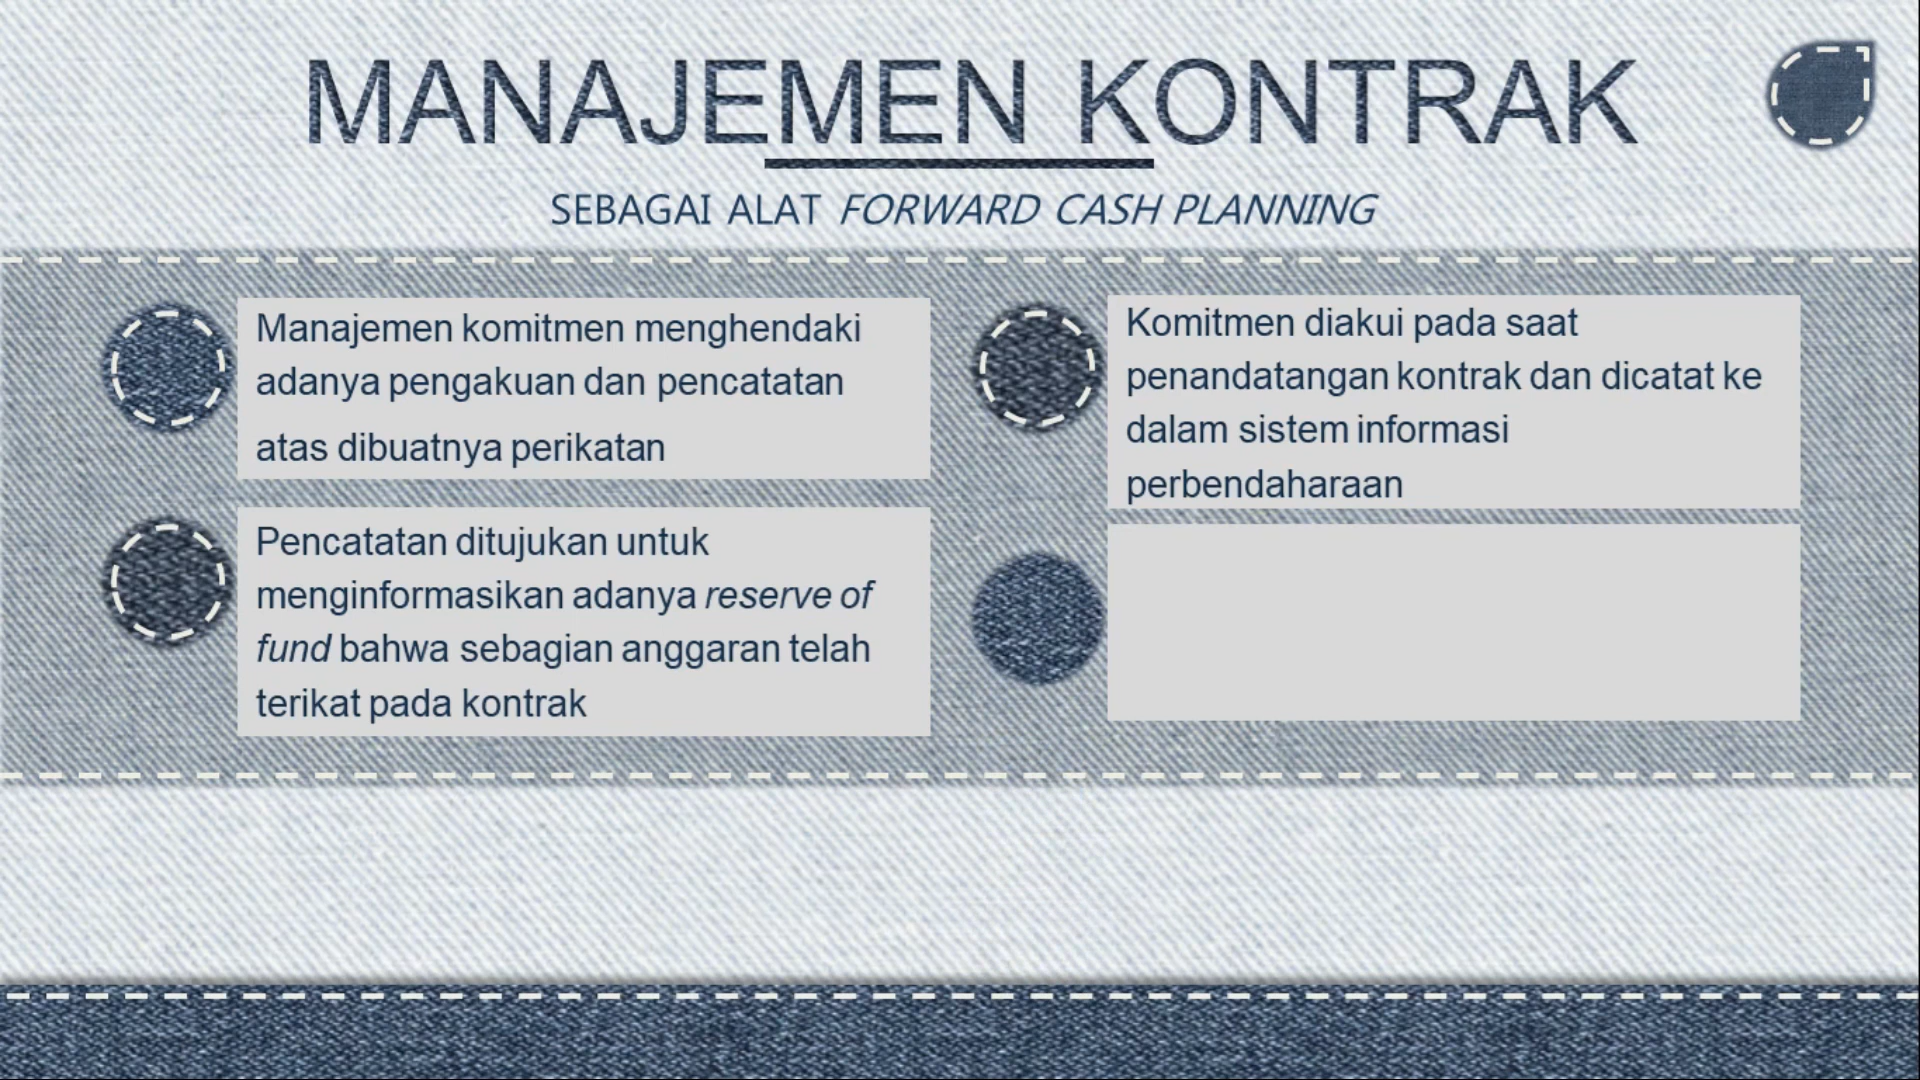 MANAJEMEN KONTRAK
SEBAGAI ALAT FORWARD CASH PLANNING
Manajemen komitmen menghendaki
adanya pengakuan dan pencatatan
atas dibuatnya perikatan
Pencatatan ditujukan untuk
menginformasikan adanya reserve of
fund bahwa sebagian anggaran telah
terikat pada kontrak
Komitmen diakui pada saat
penandatangan kontrak dan dicatat ke
dalam sistem informasi
perbendaharaan